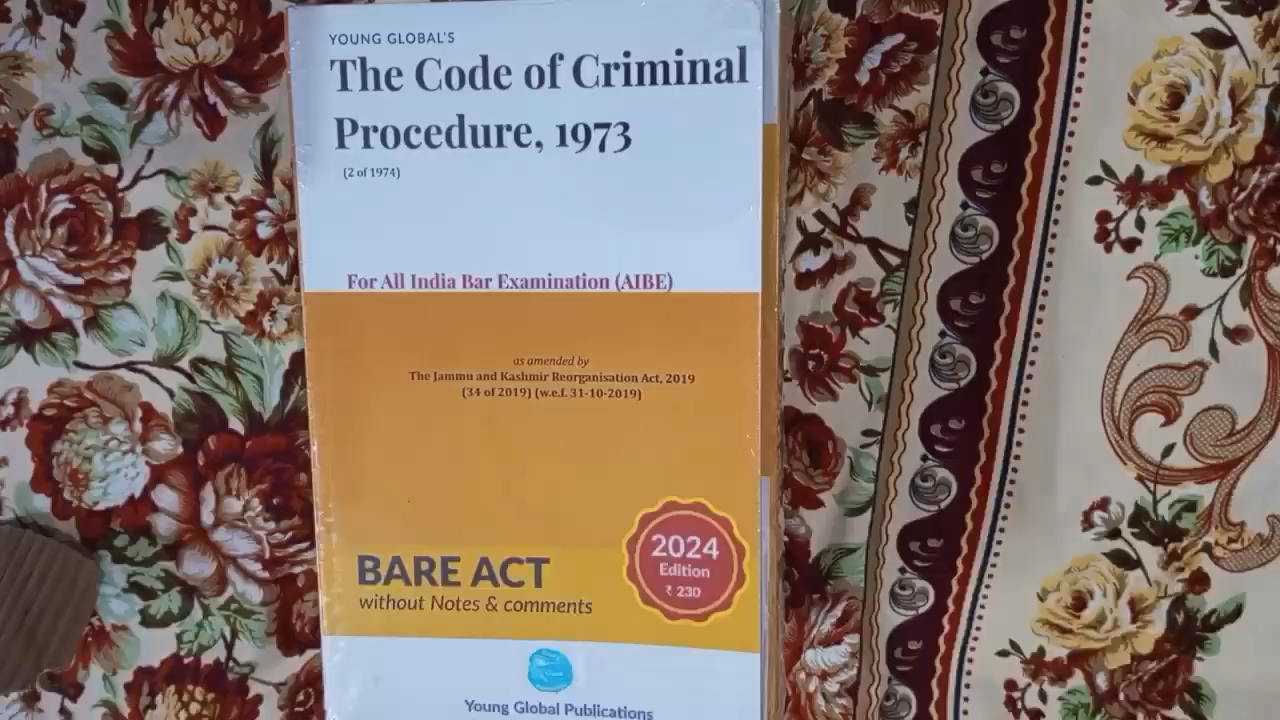 YOUNG GLOBAL'S
The Code of Criminal
Procedure, 1973
(2 of 1974)
For All India Bar Examination (AIBE)
as amended by
The Jammu and Kashmir Reorganisation Act, 2019
(34 of 2019) (w.e.f. 31-10-2019)
BARE ACT
without Notes & comments
2024
Edition
₹ 230
Young Global Publications